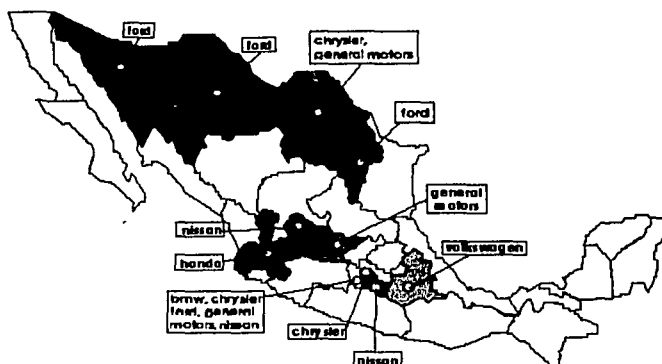 ford
ford
chrysler,
general motors
ford
general
motors
nissan
honda
volkswagen
bmw, chrysler
ford, general
motors, nissan
chrysler
nissan